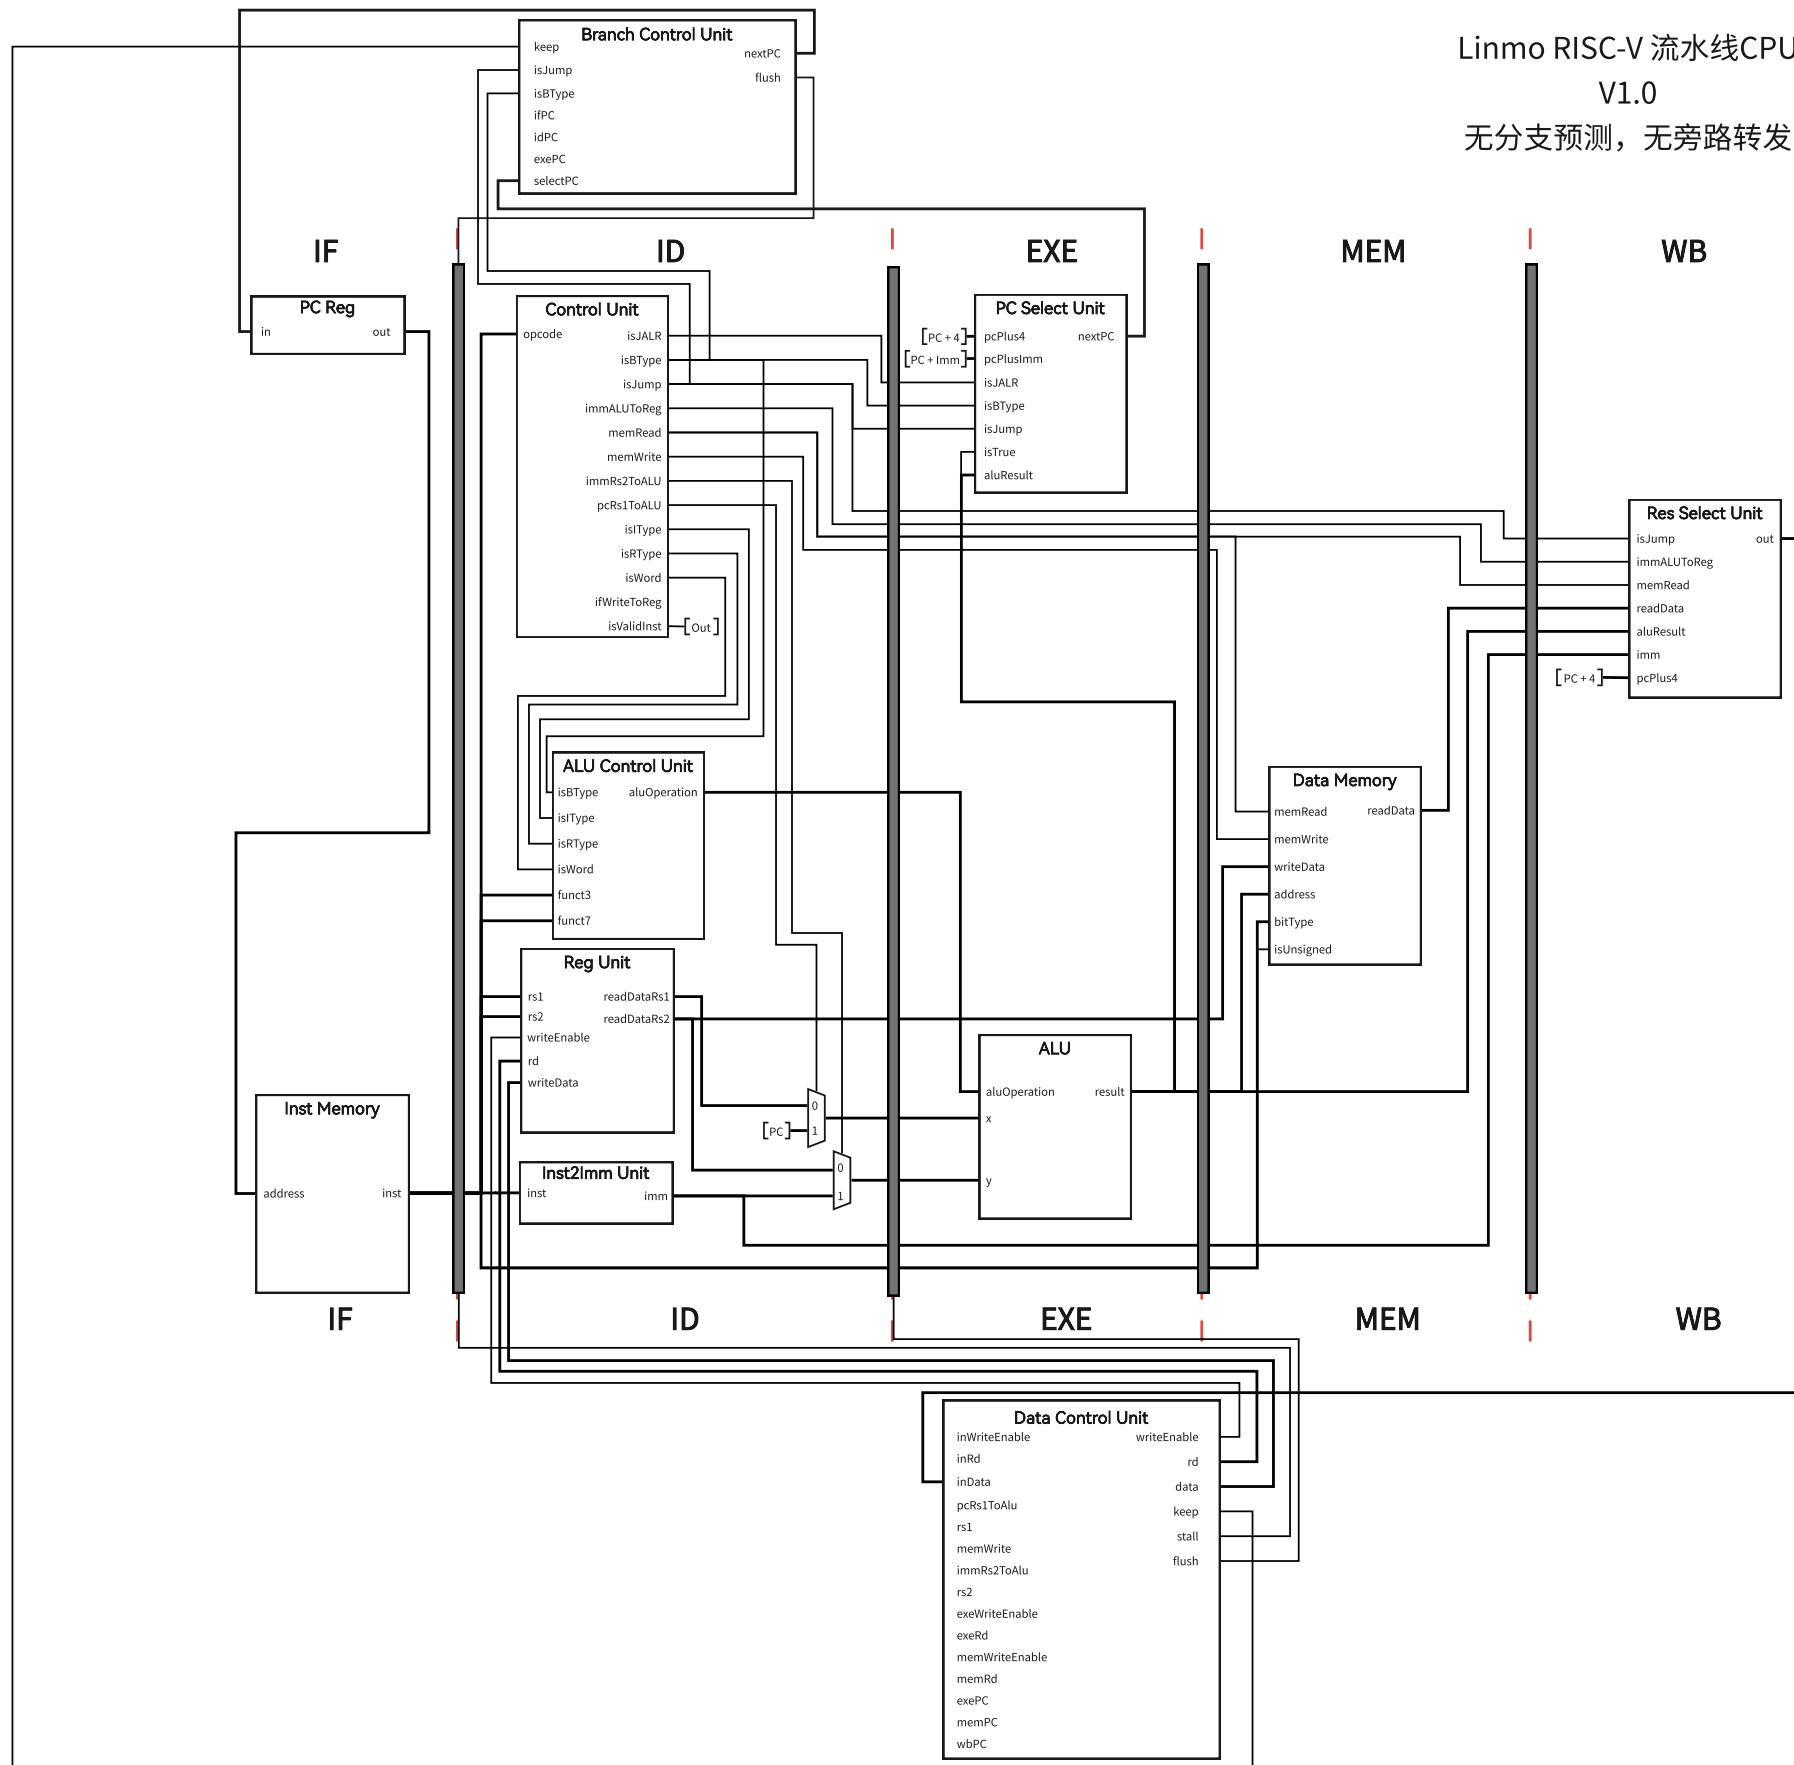 Linmo RISC-V 流水线CPU
V1.0
无分支预测，无旁路转发
Branch Control Unit
keep
isJump
isBType
ifPC
idPC
exePC
selectPC
nextPC
flush
IF
ID
EXE
MEM
WB
PC Reg
in
out
Control Unit
opcode
isJALR
isBType
isJump
immALUToReg
memRead
memWrite
immRs2ToALU
pcRs1ToALU
isIType
isRType
isWord
ifWriteToReg
isValidInst
Out
PC Select Unit
PC + 4
PC + Imm
pcPlus4
pcPlusImm
isJALR
isBType
isJump
isTrue
aluResult
nextPC
Res Select Unit
isJump
immALUToReg
memRead
readData
aluResult
imm
pcPlus4
out
PC + 4
ALU Control Unit
isBType
isIType
isRType
isWord
funct3
funct7
aluOperation
Data Memory
memRead
memWrite
writeData
address
bitType
isUnsigned
readData
Reg Unit
rs1
rs2
writeEnable
rd
writeData
readDataRs1
readDataRs2
ALU
aluOperation
x
y
result
0
1
PC
0
1
Inst Memory
address
inst
Inst2Imm Unit
inst
imm
IF
ID
EXE
MEM
WB
Data Control Unit
inWriteEnable
inRd
inData
pcRs1ToAlu
rs1
memWrite
immRs2ToAlu
rs2
exeWriteEnable
exeRd
memWriteEnable
memRd
exePC
memPC
wbPC
writeEnable
rd
data
keep
stall
flush